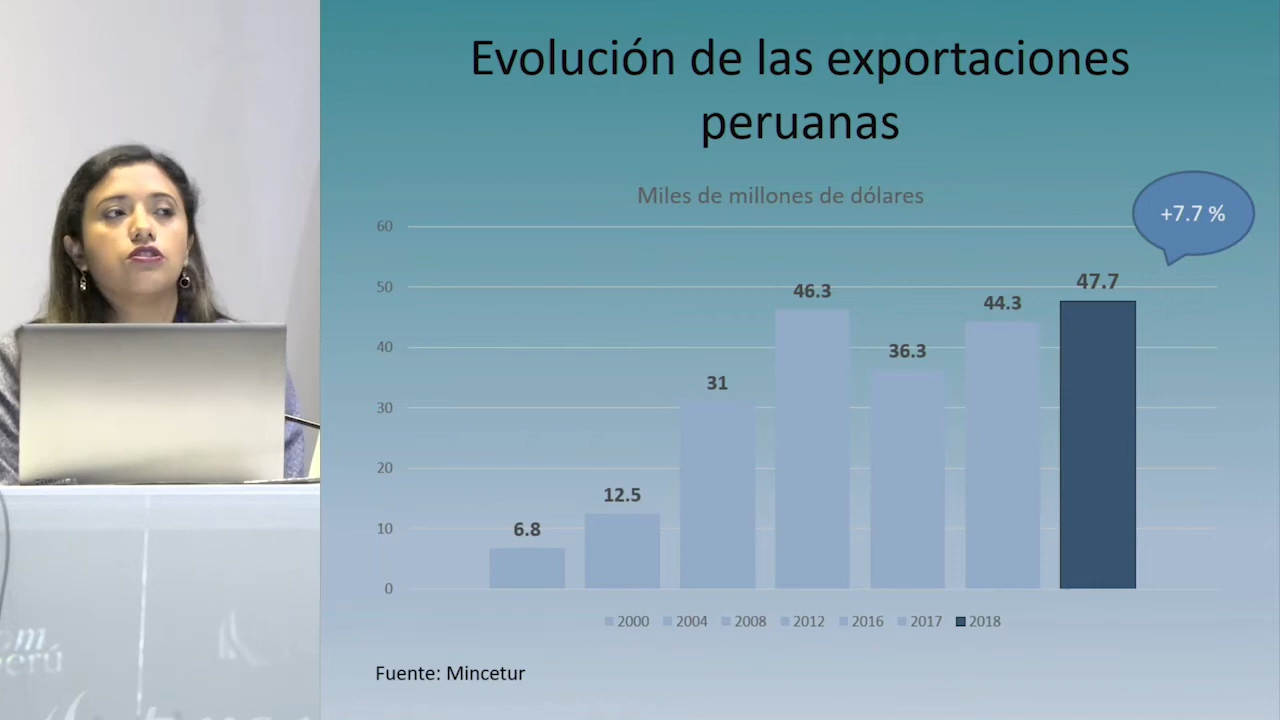 Evolución de las exportaciones
peruanas
Miles de millones de dólares
+7.7 %
60
50
40
30
20
10
0
6.8
12.5
31
46.3
36.3
44.3
47.7
2000 2004 2008 2012 2016 2017 2018
Fuente: Mincetur
om
perú